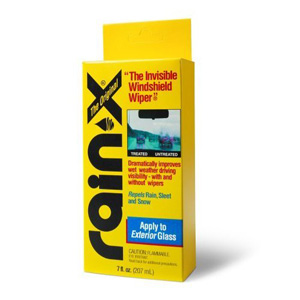 The Original
rain-X®
"The Invisible
Windshield
Wiper"
TREATED UNTREATED
Dramatically improves
wet weather driving
visibility - with and
without wipers
Repels Rain, Sleet
and Snow
Apply to
Exterior Glass
CAUTION: FLAMMABLE
7 fl. oz. (207 mL)